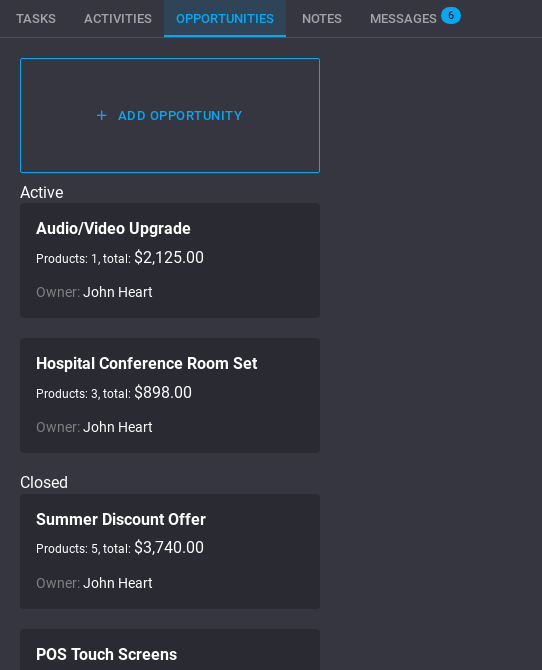 TASKS ACTIVITIES OPPORTUNITIES NOTES MESSAGES 6
+ ADD OPPORTUNITY
Active
Audio/Video Upgrade
Products: 1, total: $2,125.00
Owner: John Heart
Hospital Conference Room Set
Products: 3, total: $898.00
Owner: John Heart
Closed
Summer Discount Offer
Products: 5, total: $3,740.00
Owner: John Heart
POS Touch Screens